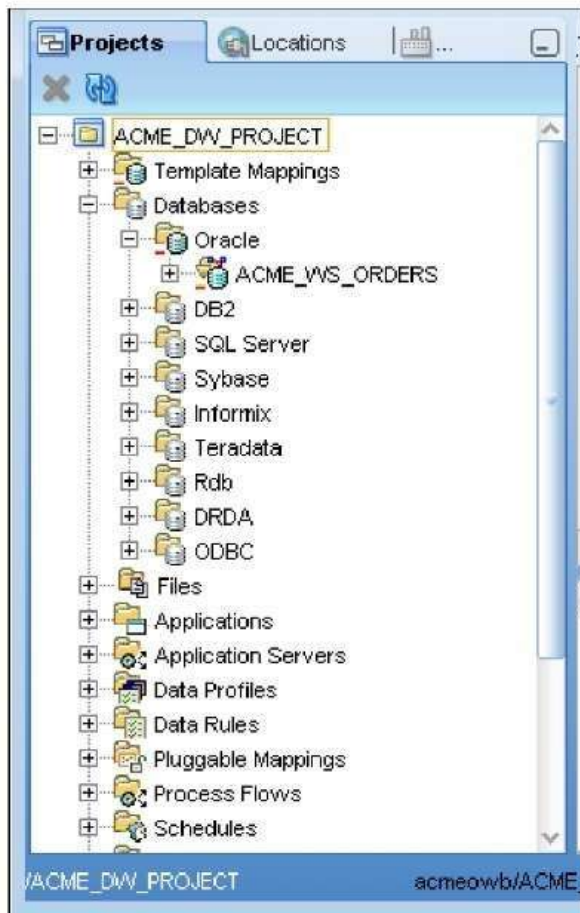 Projects Locations ...
ACME_DW_PROJECT
Template Mappings
Databases
Oracle
ACME_WS_ORDERS
DB2
SQL Server
Sybase
Informix
Teradata
Rdb
DRDA
ODBC
Files
Applications
Application Servers
Data Profiles
Data Rules
Pluggable Mappings
Process Flows
Schedules
/ACME_DW_PROJECT acmeowb/ACME_